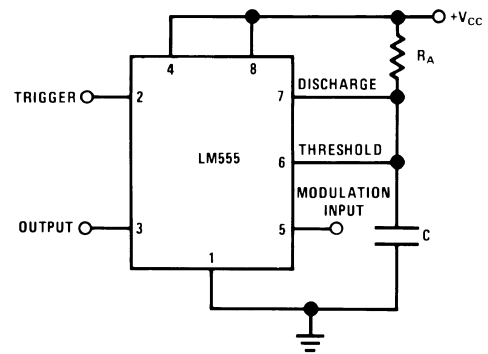 +VCC
RA
4 8
TRIGGER 2
7 DISCHARGE
LM555
6 THRESHOLD
MODULATION
INPUT
OUTPUT 3
5
C
1